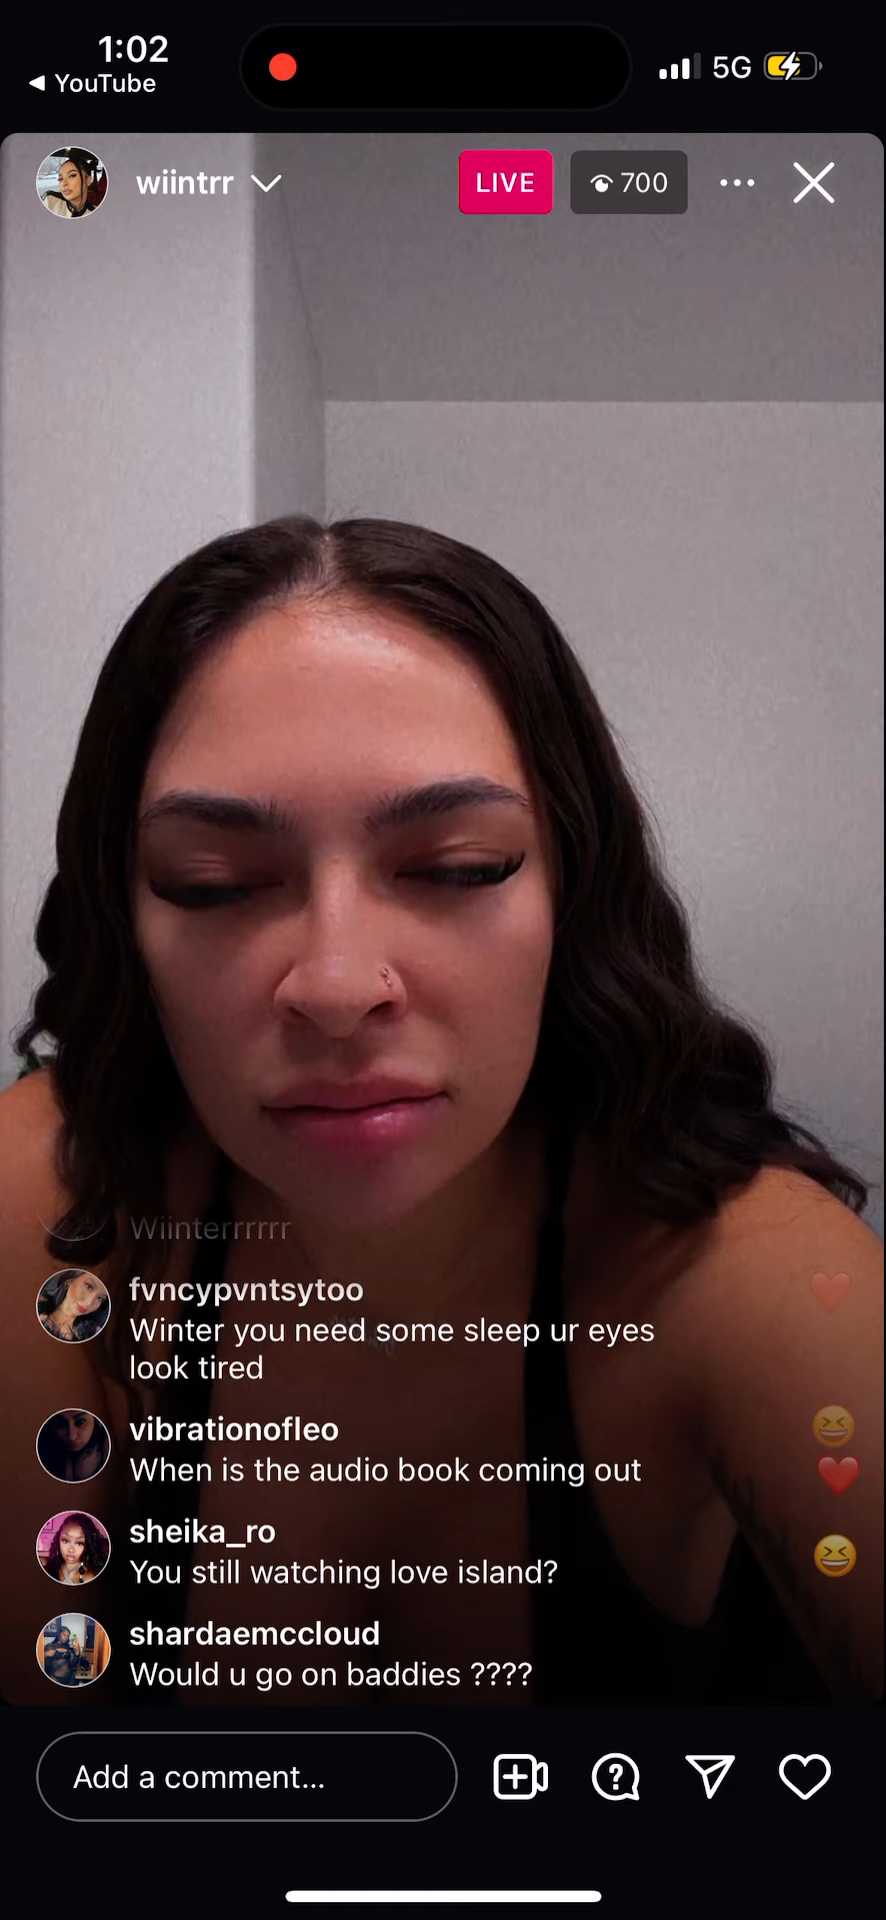 1:02
5G
◀ YouTube
wiintrr
LIVE
700
Wiinterrrrrr
fvncypvntsytoo
Winter you need some sleep ur eyes
look tired
vibrationofleo
When is the audio book coming out
sheika_ro
You still watching love island?
shardaemccloud
Would u go on baddies ????
Add a comment...